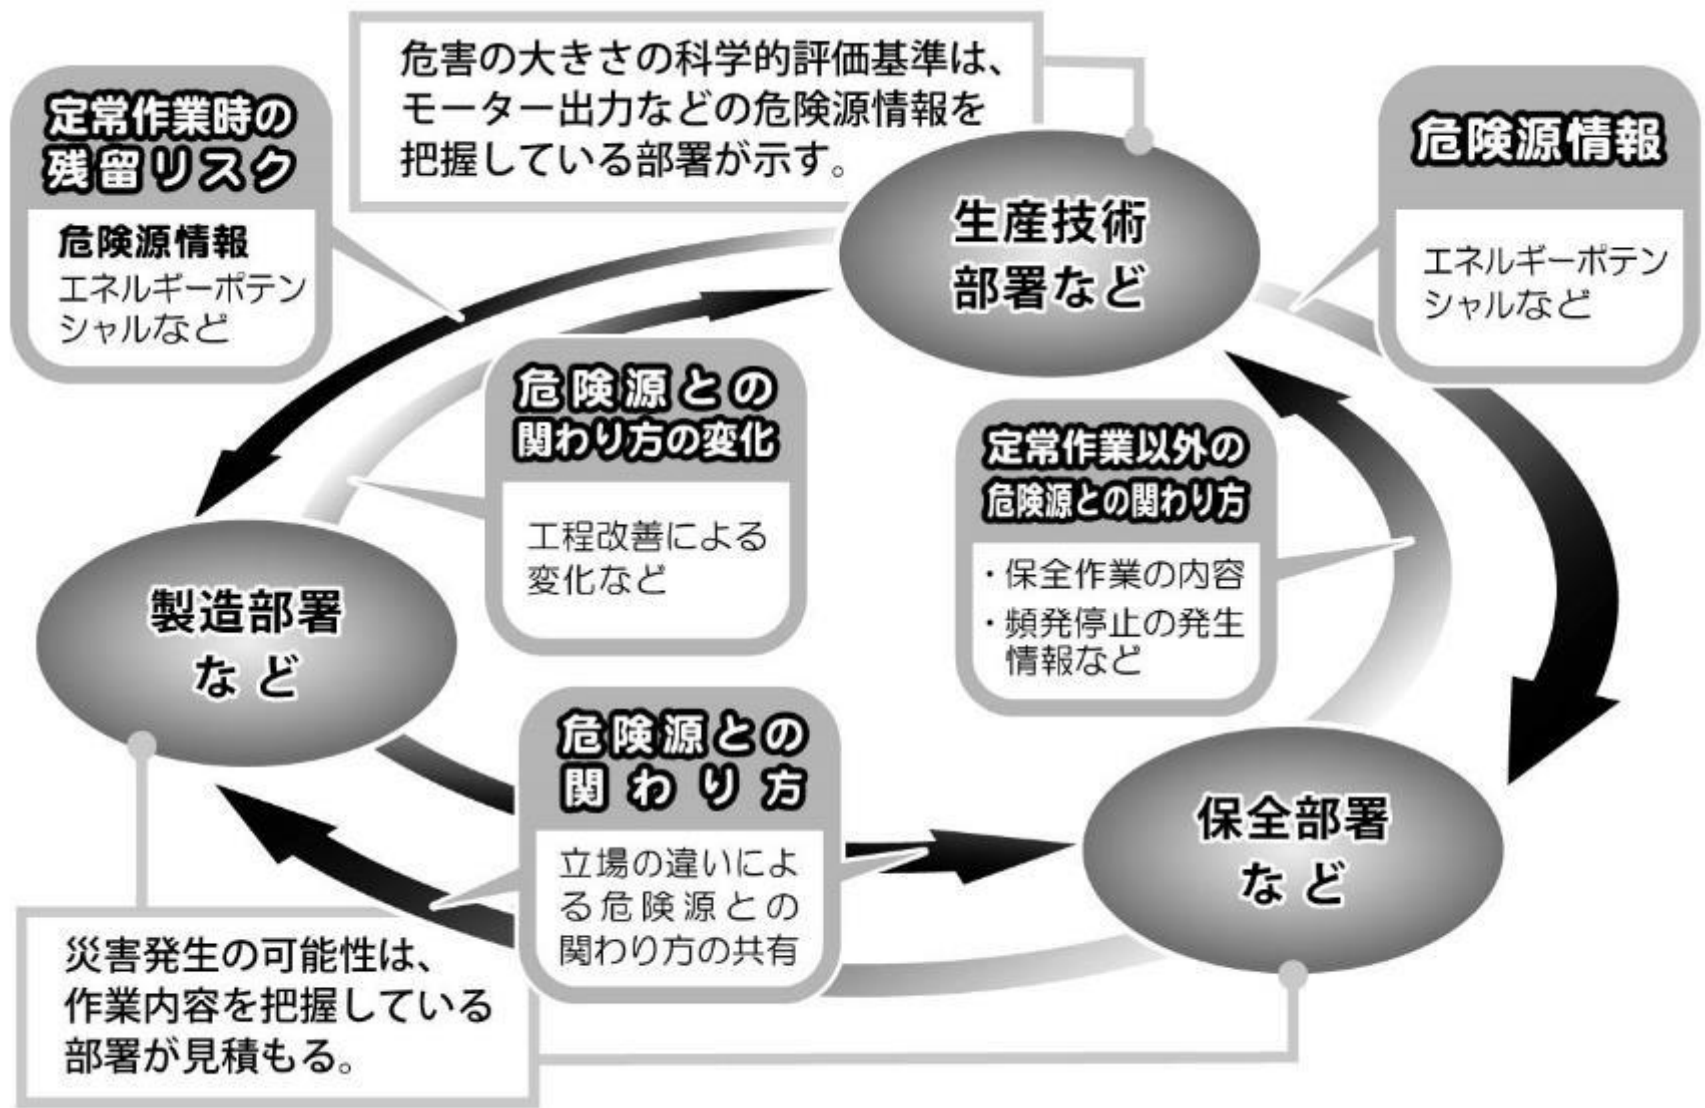 危害の大きさの科学的評価基準は、
モーター出力などの危険源情報を
把握している部署が示す。
定常作業時の
残留リスク
危険源情報
エネルギーポテン
シャルなど
危険源情報
エネルギーポテン
シャルなど
生産技術
部署など
危険源との
関わり方の変化
工程改善による
変化など
定常作業以外の
危険源との関わり方
・保全作業の内容
・頻発停止の発生
情報など
製造部署
など
危険源との
関わり方
立場の違いによ
る危険源との
関わり方の共有
保全部署
など
災害発生の可能性は、
作業内容を把握している
部署が見積もる。